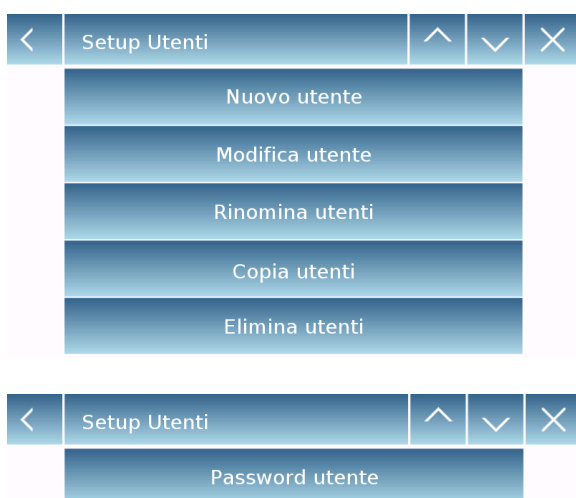 Setup Utenti
Nuovo utente
Modifica utente
Rinomina utenti
Copia utenti
Elimina utenti
Setup Utenti
Password utente